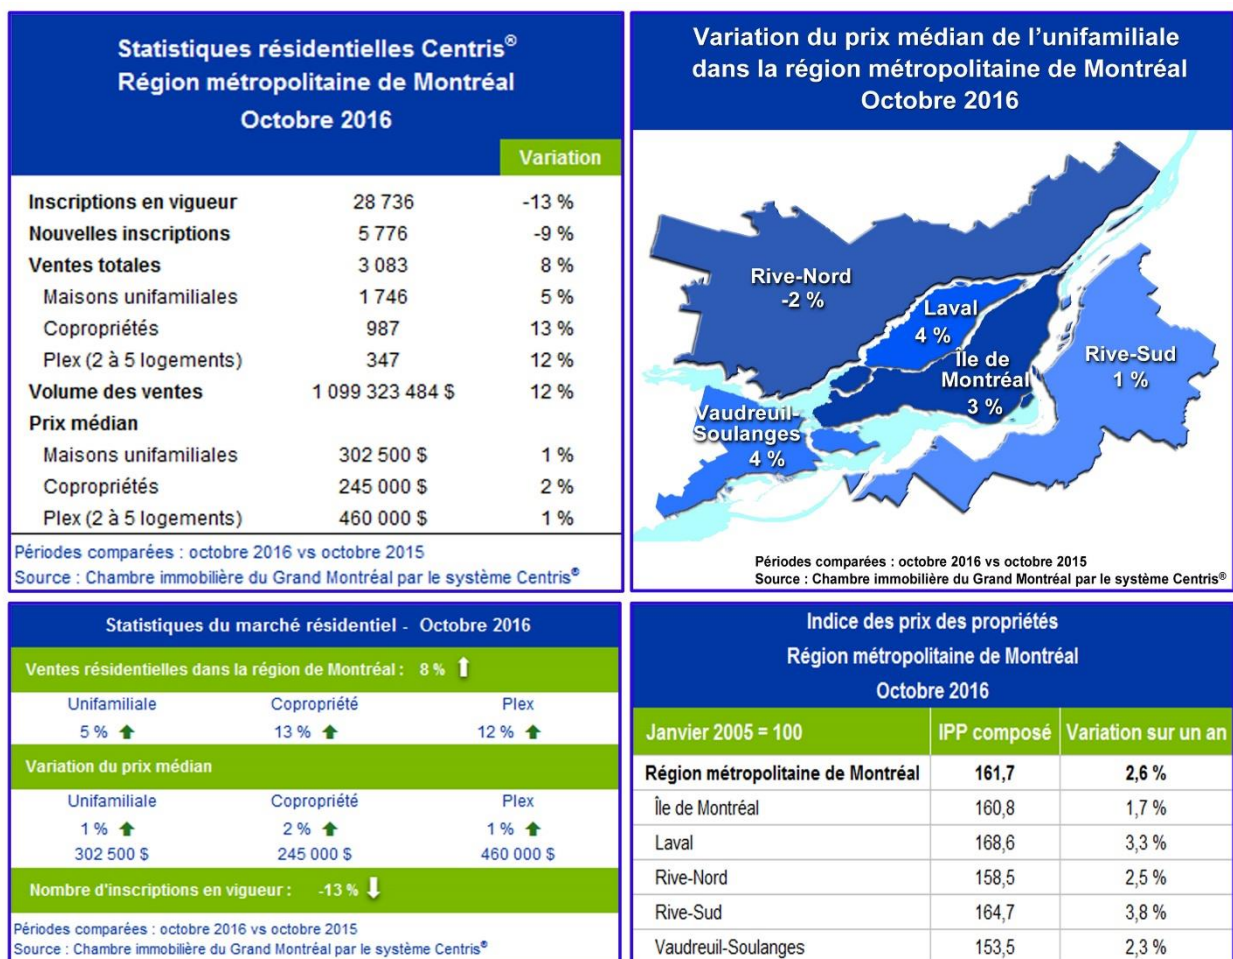 Statistiques résidentielles Centris®
Région métropolitaine de Montréal
Octobre 2016
Variation
Inscriptions en vigueur 28 736 -13 %
Nouvelles inscriptions 5 776 -9 %
Ventes totales 3 083 8 %
Maisons unifamiliales 1 746 5 %
Copropriétés 987 13 %
Plex (2 à 5 logements) 347 12 %
Volume des ventes 1 099 323 484 $ 12 %
Prix médian
Maisons unifamiliales 302 500 $ 1 %
Copropriétés 245 000 $ 2 %
Plex (2 à 5 logements) 460 000 $ 1 %
Périodes comparées : octobre 2016 vs octobre 2015
Source : Chambre immobilière du Grand Montréal par le système Centris®
Variation du prix médian de l'unifamiliale
dans la région métropolitaine de Montréal
Octobre 2016
Rive-Nord
-2 %
Laval
4 %
Île de
Montréal
3 %
Rive-Sud
1 %
Vaudreuil-
Soulanges
4 %
Périodes comparées : octobre 2016 vs octobre 2015
Source : Chambre immobilière du Grand Montréal par le système Centris®
Statistiques du marché résidentiel - Octobre 2016
Ventes résidentielles dans la région de Montréal : 8 %
Unifamiliale Copropriété Plex
5 % 13 % 12 %
Variation du prix médian
Unifamiliale Copropriété Plex
1 % 2 % 1 %
302 500 $ 245 000 $ 460 000 $
Nombre d'inscriptions en vigueur : -13 %
Périodes comparées : octobre 2016 vs octobre 2015
Source : Chambre immobilière du Grand Montréal par le système Centris®
Indice des prix des propriétés
Région métropolitaine de Montréal
Octobre 2016
Janvier 2005 = 100 IPP composé Variation sur un an
Région métropolitaine de Montréal 161,7 2,6 %
Île de Montréal 160,8 1,7 %
Laval 168,6 3,3 %
Rive-Nord 158,5 2,5 %
Rive-Sud 164,7 3,8 %
Vaudreuil-Soulanges 153,5 2,3 %